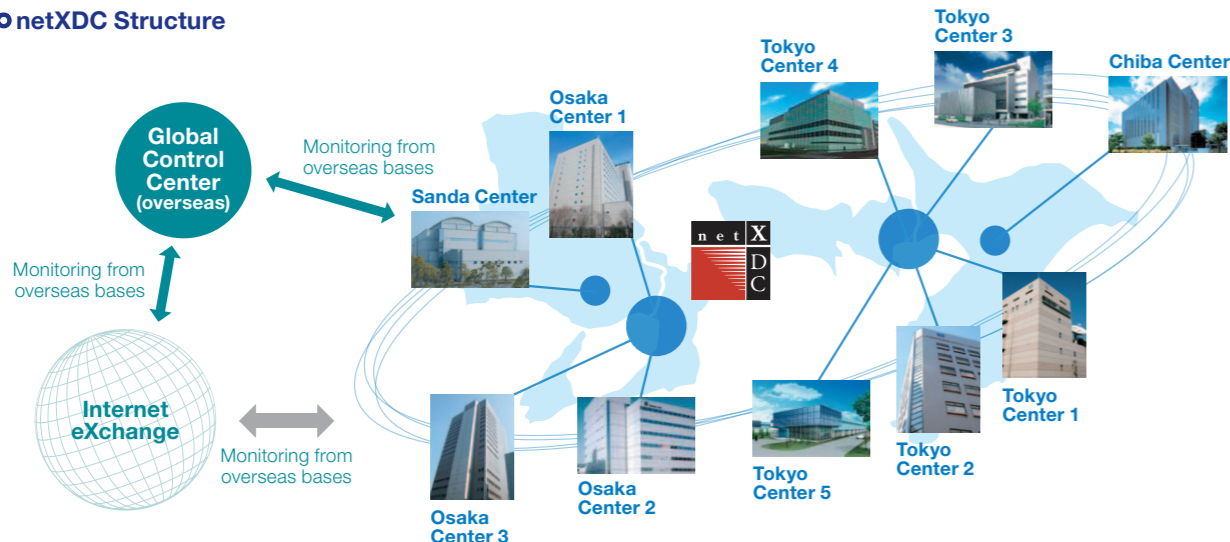 netXDC Structure
Global
Control
Center
(overseas)
Monitoring from
overseas bases
Monitoring from
overseas bases
Internet
eXchange
Monitoring from
overseas bases
Sanda Center
Osaka
Center 1
Tokyo
Center 4
Tokyo
Center 3
Chiba Center
net X
D
C
Osaka
Center 3
Osaka
Center 2
Tokyo
Center 5
Tokyo
Center 2
Tokyo
Center 1